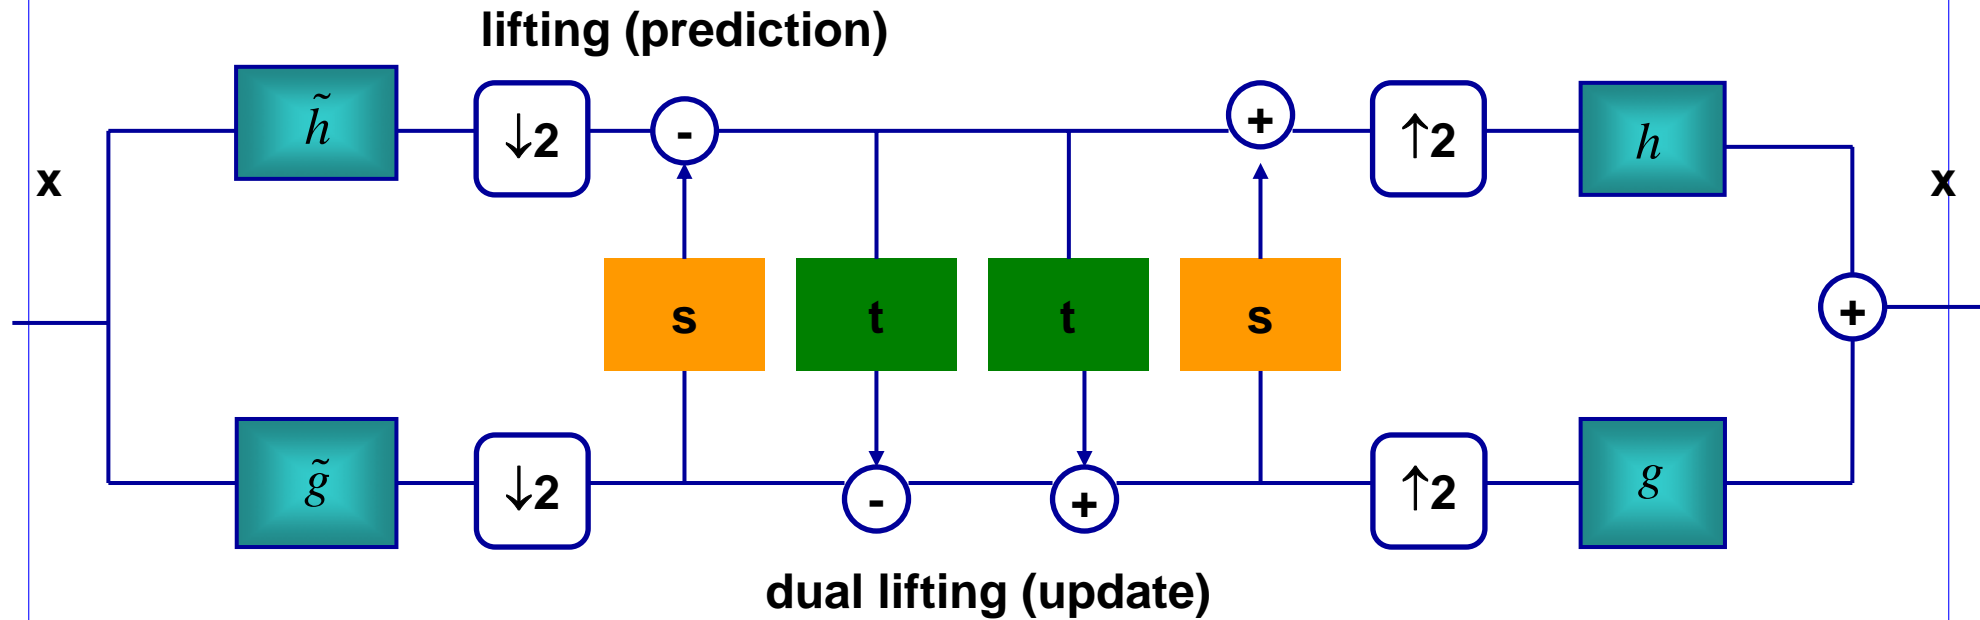 lifting (prediction)
h̃ ↓2 - + ↑2 h
x x
s t t s +
g̃ ↓2 - + ↑2 g
dual lifting (update)